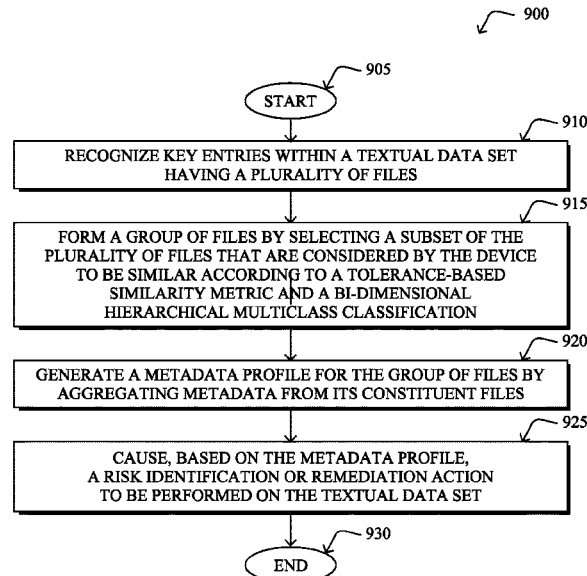 900
905
START
910
RECOGNIZE KEY ENTRIES WITHIN A TEXTUAL DATA SET
HAVING A PLURALITY OF FILES
915
FORM A GROUP OF FILES BY SELECTING A SUBSET OF THE
PLURALITY OF FILES THAT ARE CONSIDERED BY THE DEVICE
TO BE SIMILAR ACCORDING TO A TOLERANCE-BASED
SIMILARITY METRIC AND A BI-DIMENSIONAL
HIERARCHICAL MULTICLASS CLASSIFICATION
920
GENERATE A METADATA PROFILE FOR THE GROUP OF FILES BY
AGGREGATING METADATA FROM ITS CONSTITUENT FILES
925
CAUSE, BASED ON THE METADATA PROFILE,
A RISK IDENTIFICATION OR REMEDIATION ACTION
TO BE PERFORMED ON THE TEXTUAL DATA SET
930
END